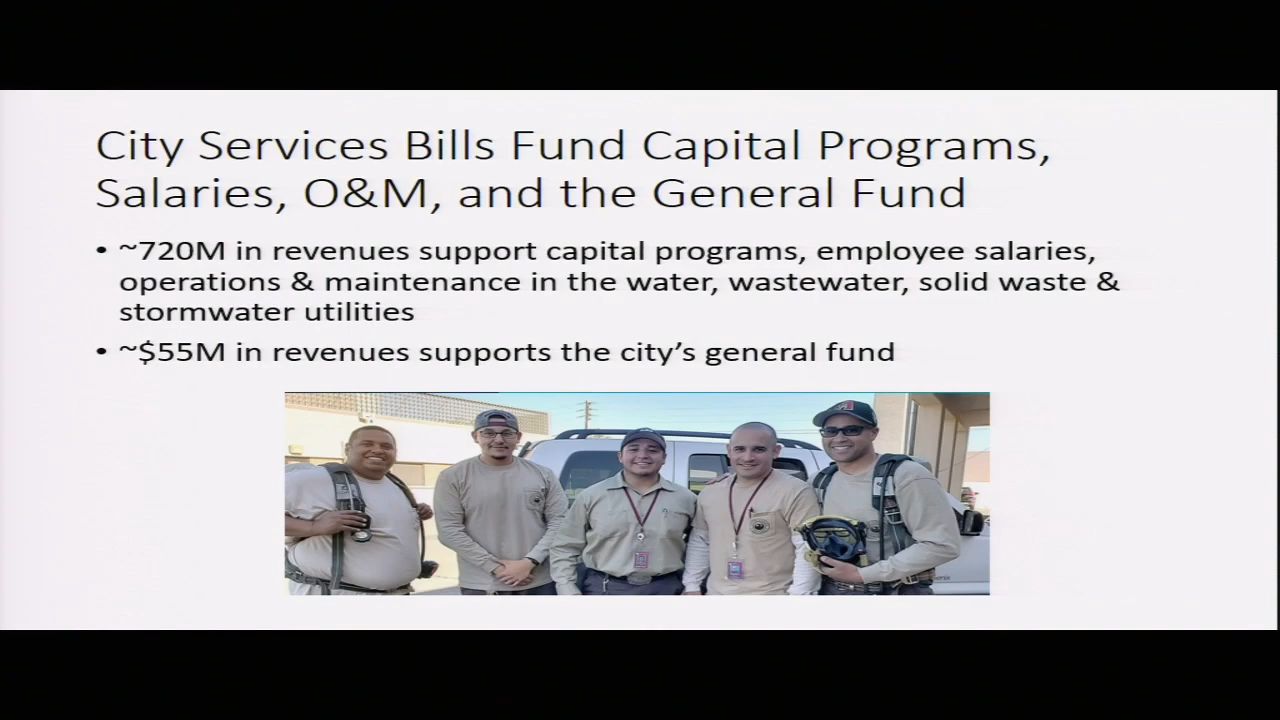 City Services Bills Fund Capital Programs,
Salaries, O&M, and the General Fund
• ~720M in revenues support capital programs, employee salaries,
operations & maintenance in the water, wastewater, solid waste &
stormwater utilities
• ~$55M in revenues supports the city's general fund